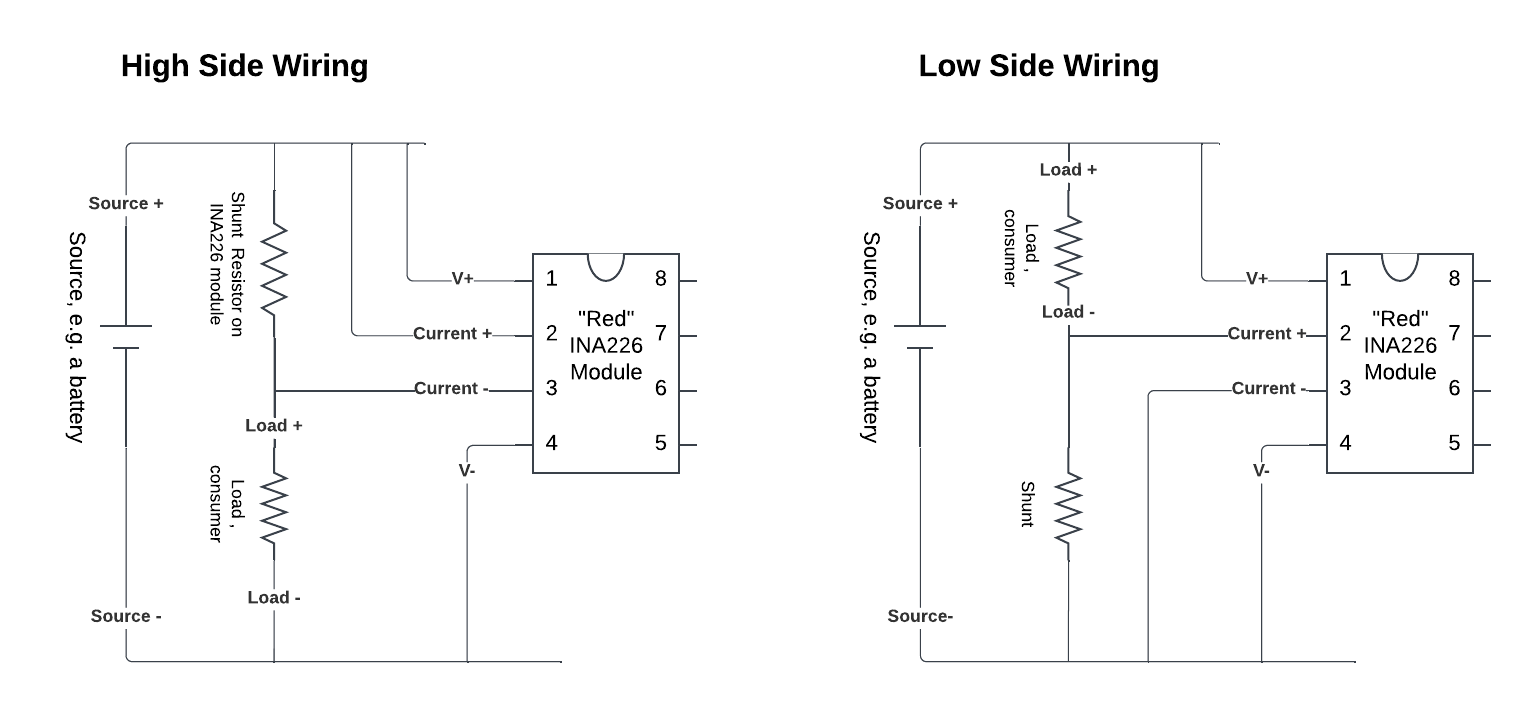 High Side Wiring
Source +
Source, e.g. a battery
Source -
Shunt  Resistor on
INA226 module
Load +
Load ,
consumer
Load -
V+
Current +
Current -
V-
1
2
3
4
"Red"
INA226
Module
8
7
6
5
Low Side Wiring
Source +
Source, e.g. a battery
Source-
Load +
Load ,
consumer
Load -
Shunt
V+
Current +
Current -
V-
1
2
3
4
"Red"
INA226
Module
8
7
6
5